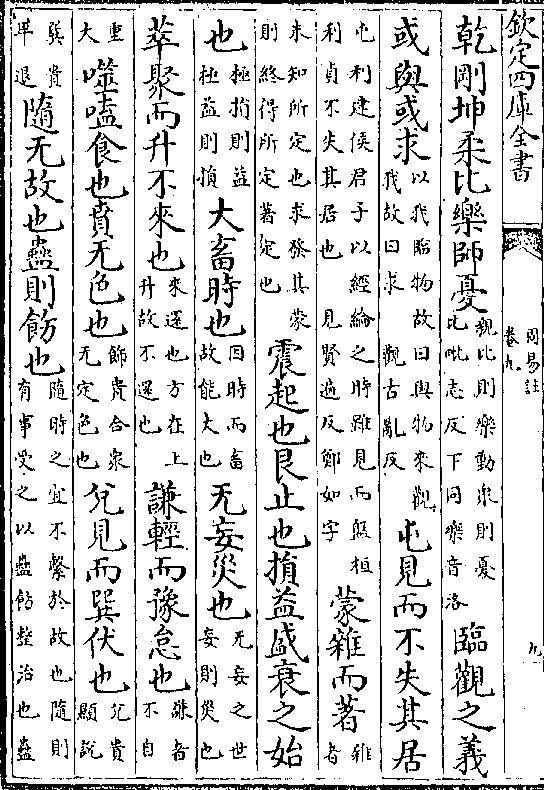 欽定四庫全書
周易註
卷九
九
乾剛坤柔比樂師憂親比則樂動衆則憂比毗志反下同樂音洛臨觀之義
或與或求以我臨物故曰與物來觀我故曰求 觀古亂反屯見而不失其居
屯利建侯君子以經綸之時雖見而盤桓利貞不失其居也 見賢遍反鄭如字蒙雜而著雜者
未知所定也求發其蒙則終得所定著定也震起也艮止也損益盛衰之始
也極損則益極益則損大畜時也因時而畜故能大也无妄災也无妄之世妄則災也
萃聚而升不來也來還也方在上升故不還也謙輕而豫怠也謙者不自
重大噬嗑食也賁无色也飾貴合衆无定色也兌見而巽伏也兌貴顯說
巽貴卑退隨无故也蠱則飭也隨時之宜不繫於故也隨則有事受之以蠱飭整治也蠱